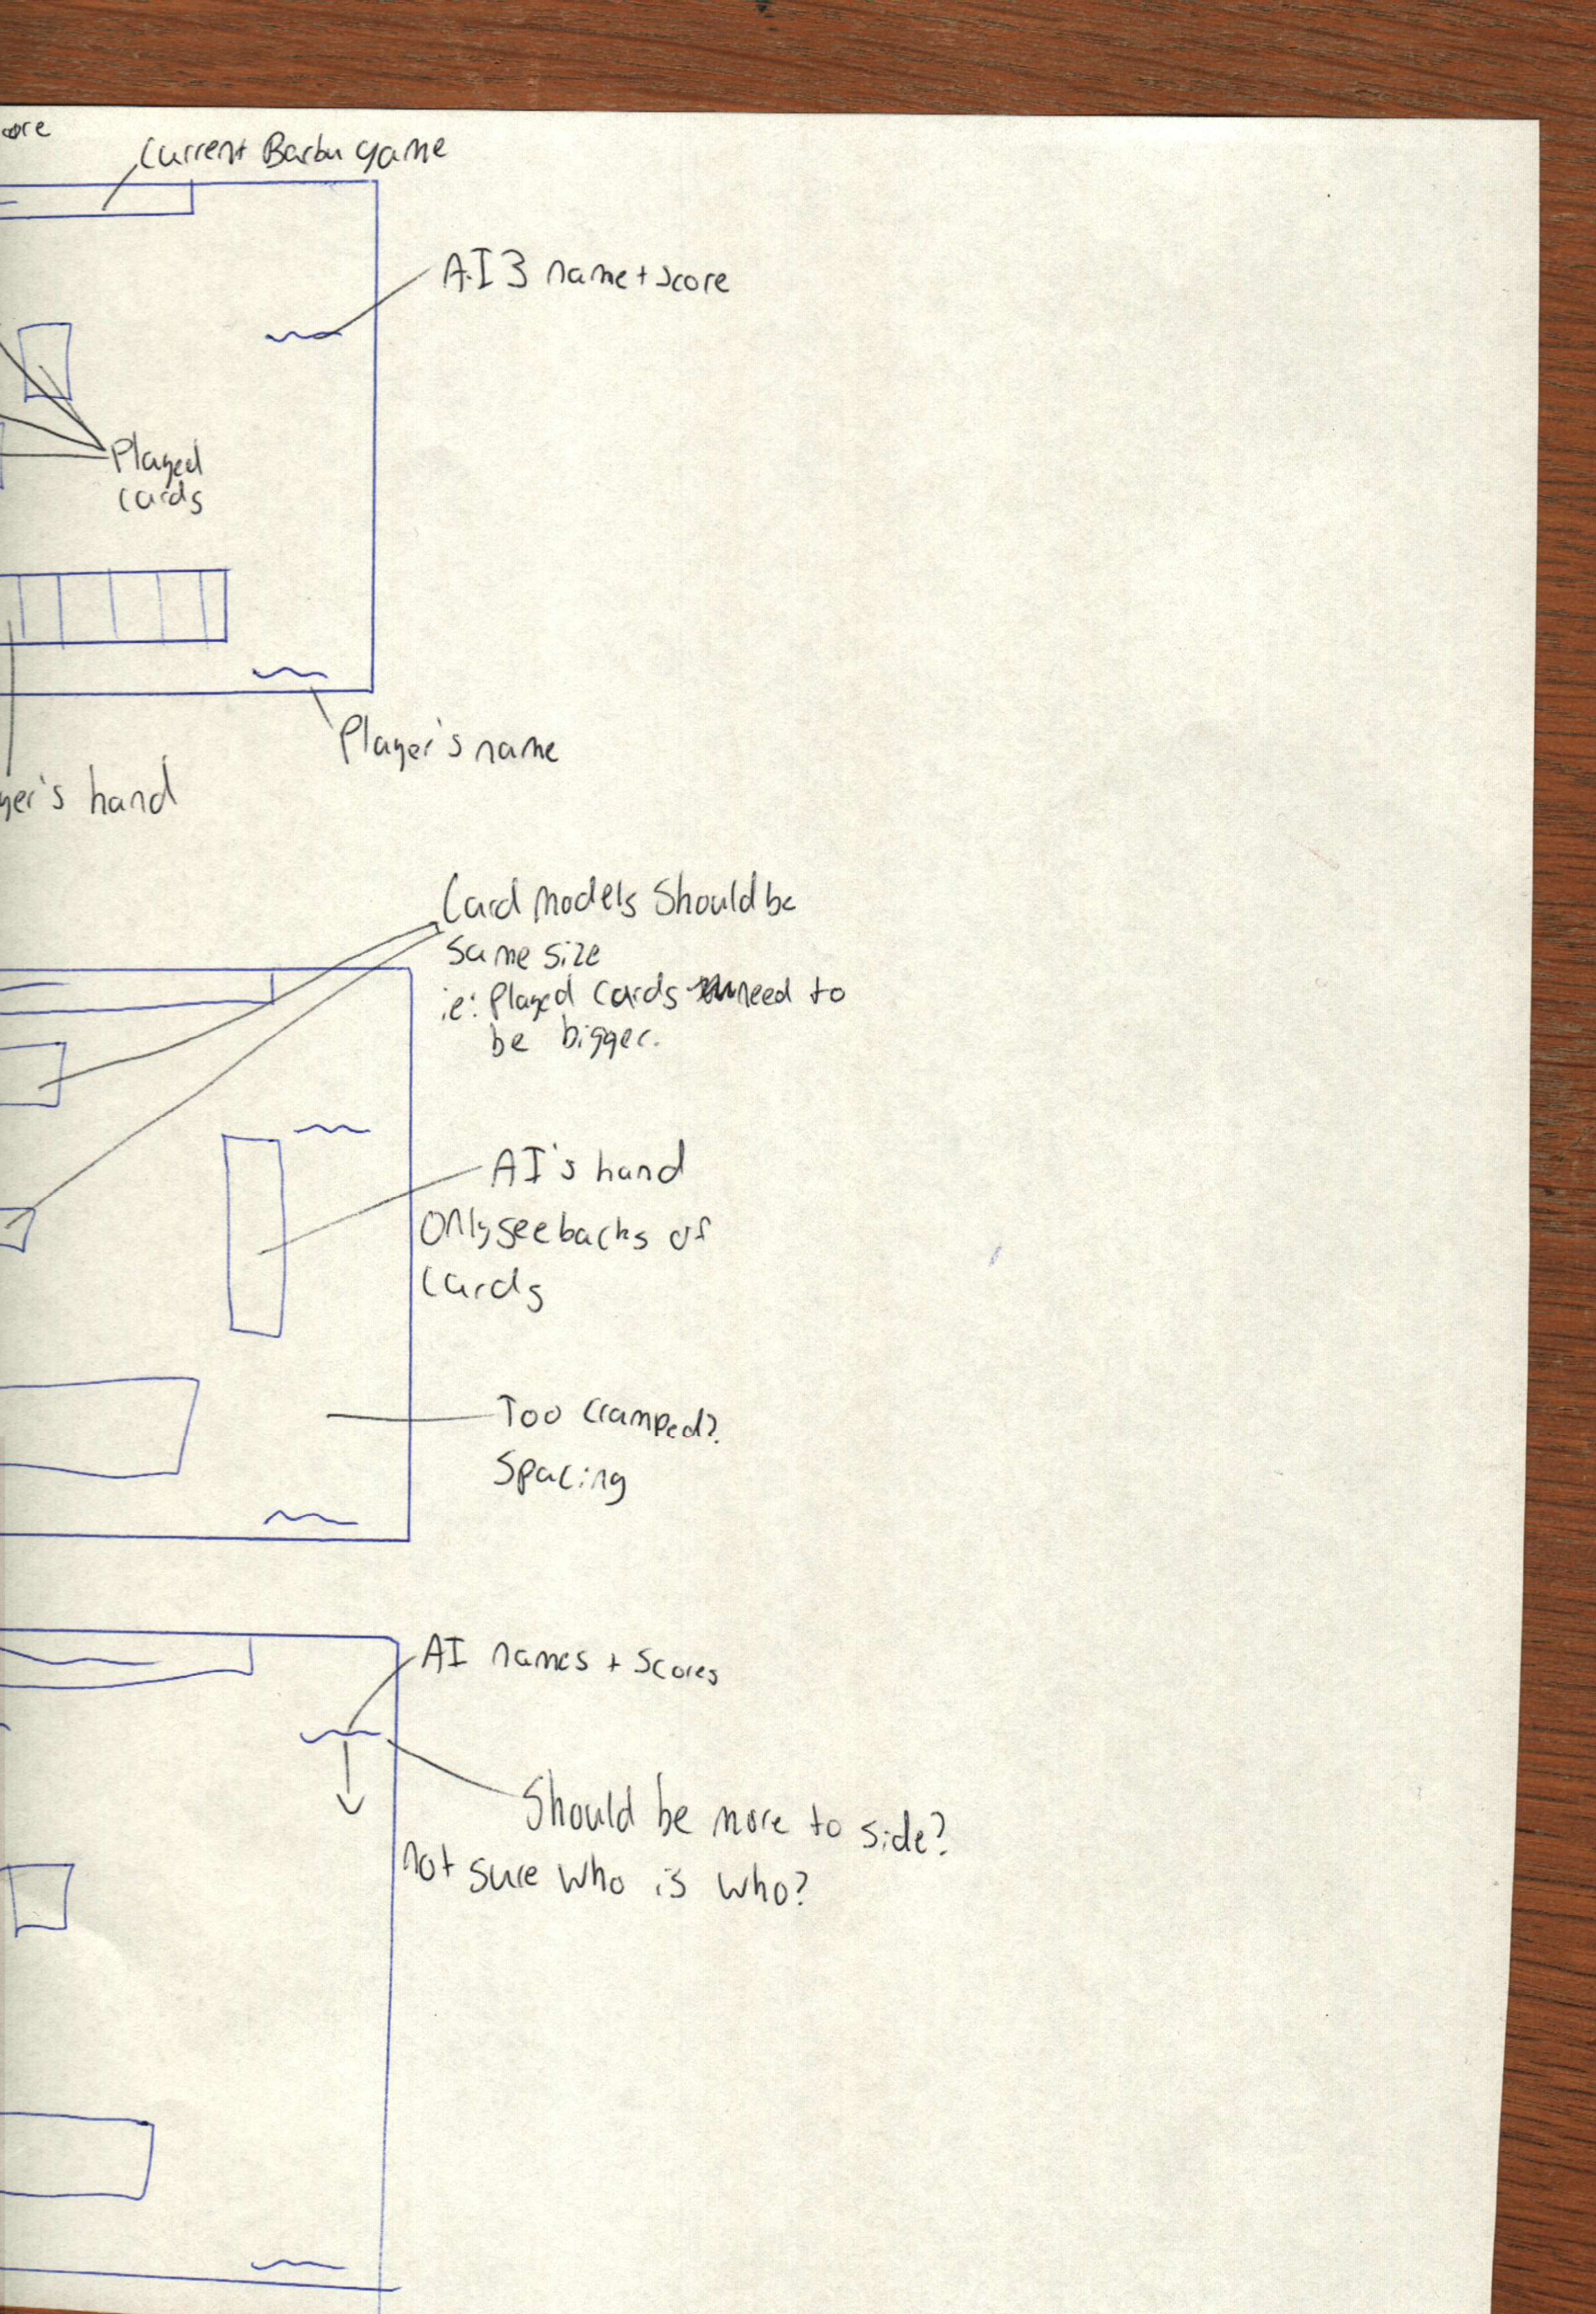 ore
Current Barbu game
A.I 3 name + score
Played
cards
Player's name
yer's hand
Card models should be
same size
ie: Played cards need to
be bigger.
AI's hand
Only see backs of
cards
Too cramped?
Spacing
AI names + scores
Should be more to side?
not sure who is who?